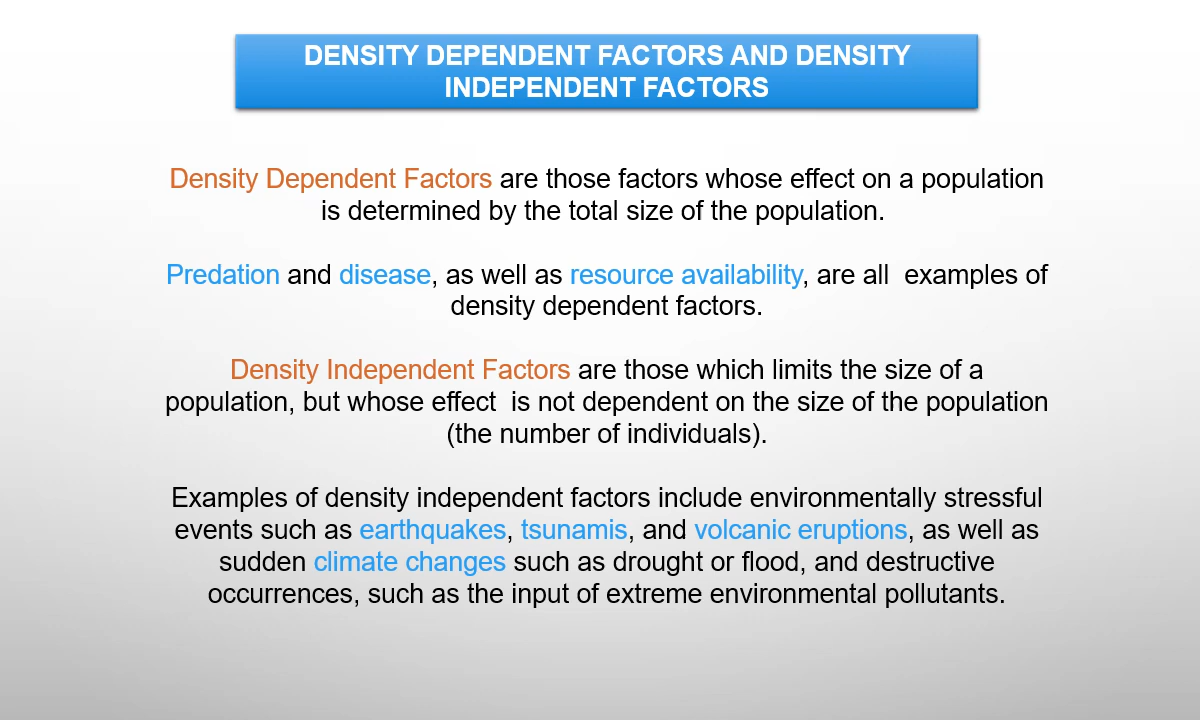 DENSITY DEPENDENT FACTORS AND DENSITY
INDEPENDENT FACTORS
Density Dependent Factors are those factors whose effect on a population
is determined by the total size of the population.
Predation and disease, as well as resource availability, are all  examples of
density dependent factors.
Density Independent Factors are those which limits the size of a
population, but whose effect  is not dependent on the size of the population
(the number of individuals).
Examples of density independent factors include environmentally stressful
events such as earthquakes, tsunamis, and volcanic eruptions, as well as
sudden climate changes such as drought or flood, and destructive
occurrences, such as the input of extreme environmental pollutants.